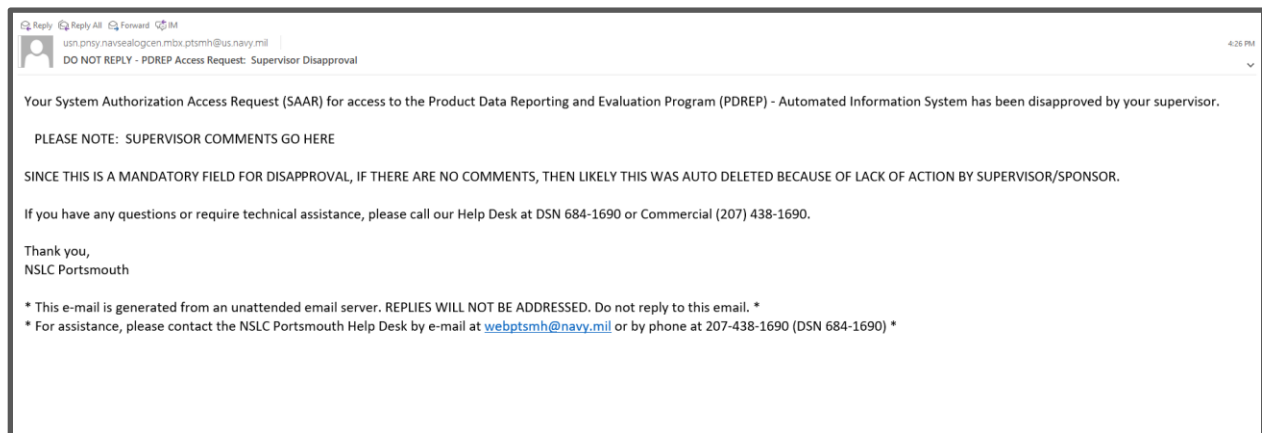 Reply Reply All Forward IM
usn.pnsy.navsealogcen.mbx.ptsmh@us.navy.mil
4:26 PM
DO NOT REPLY - PDREP Access Request: Supervisor Disapproval
Your System Authorization Access Request (SAAR) for access to the Product Data Reporting and Evaluation Program (PDREP) - Automated Information System has been disapproved by your supervisor.
PLEASE NOTE: SUPERVISOR COMMENTS GO HERE
SINCE THIS IS A MANDATORY FIELD FOR DISAPPROVAL, IF THERE ARE NO COMMENTS, THEN LIKELY THIS WAS AUTO DELETED BECAUSE OF LACK OF ACTION BY SUPERVISOR/SPONSOR.
If you have any questions or require technical assistance, please call our Help Desk at DSN 684-1690 or Commercial (207) 438-1690.
Thank you,
NSLC Portsmouth
* This e-mail is generated from an unattended email server. REPLIES WILL NOT BE ADDRESSED. Do not reply to this email. *
* For assistance, please contact the NSLC Portsmouth Help Desk by e-mail at webptsmh@navy.mil or by phone at 207-438-1690 (DSN 684-1690) *